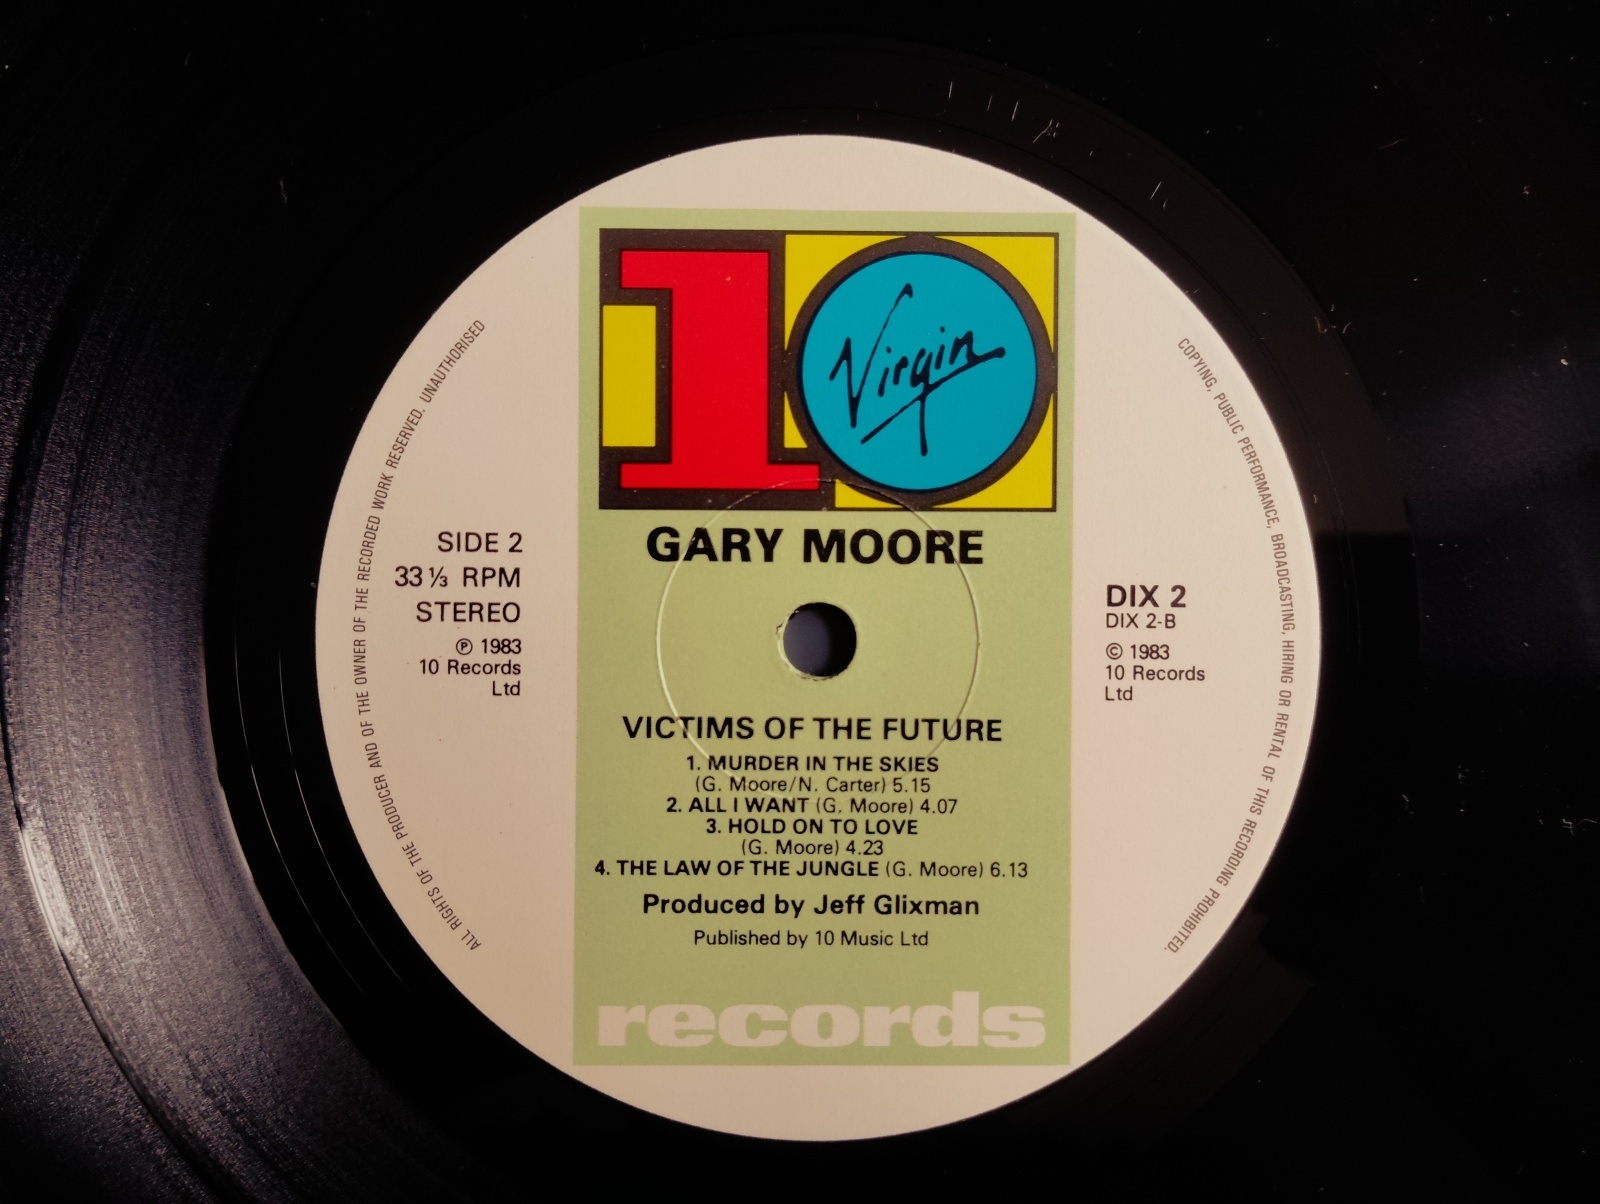 10
Virgin
GARY MOORE
SIDE 2
33 ⅓ RPM
STEREO
℗ 1983
10 Records
Ltd
DIX 2
DIX 2-B
© 1983
10 Records
Ltd
VICTIMS OF THE FUTURE
1. MURDER IN THE SKIES
(G. Moore/N. Carter) 5.15
2. ALL I WANT (G. Moore) 4.07
3. HOLD ON TO LOVE
(G. Moore) 4.23
4. THE LAW OF THE JUNGLE (G. Moore) 6.13
Produced by Jeff Glixman
Published by 10 Music Ltd
records
ALL RIGHTS OF THE PRODUCER AND OF THE OWNER OF THE RECORDED WORK RESERVED. UNAUTHORISED
COPYING, PUBLIC PERFORMANCE, BROADCASTING, HIRING OR RENTAL OF THIS RECORDING PROHIBITED.